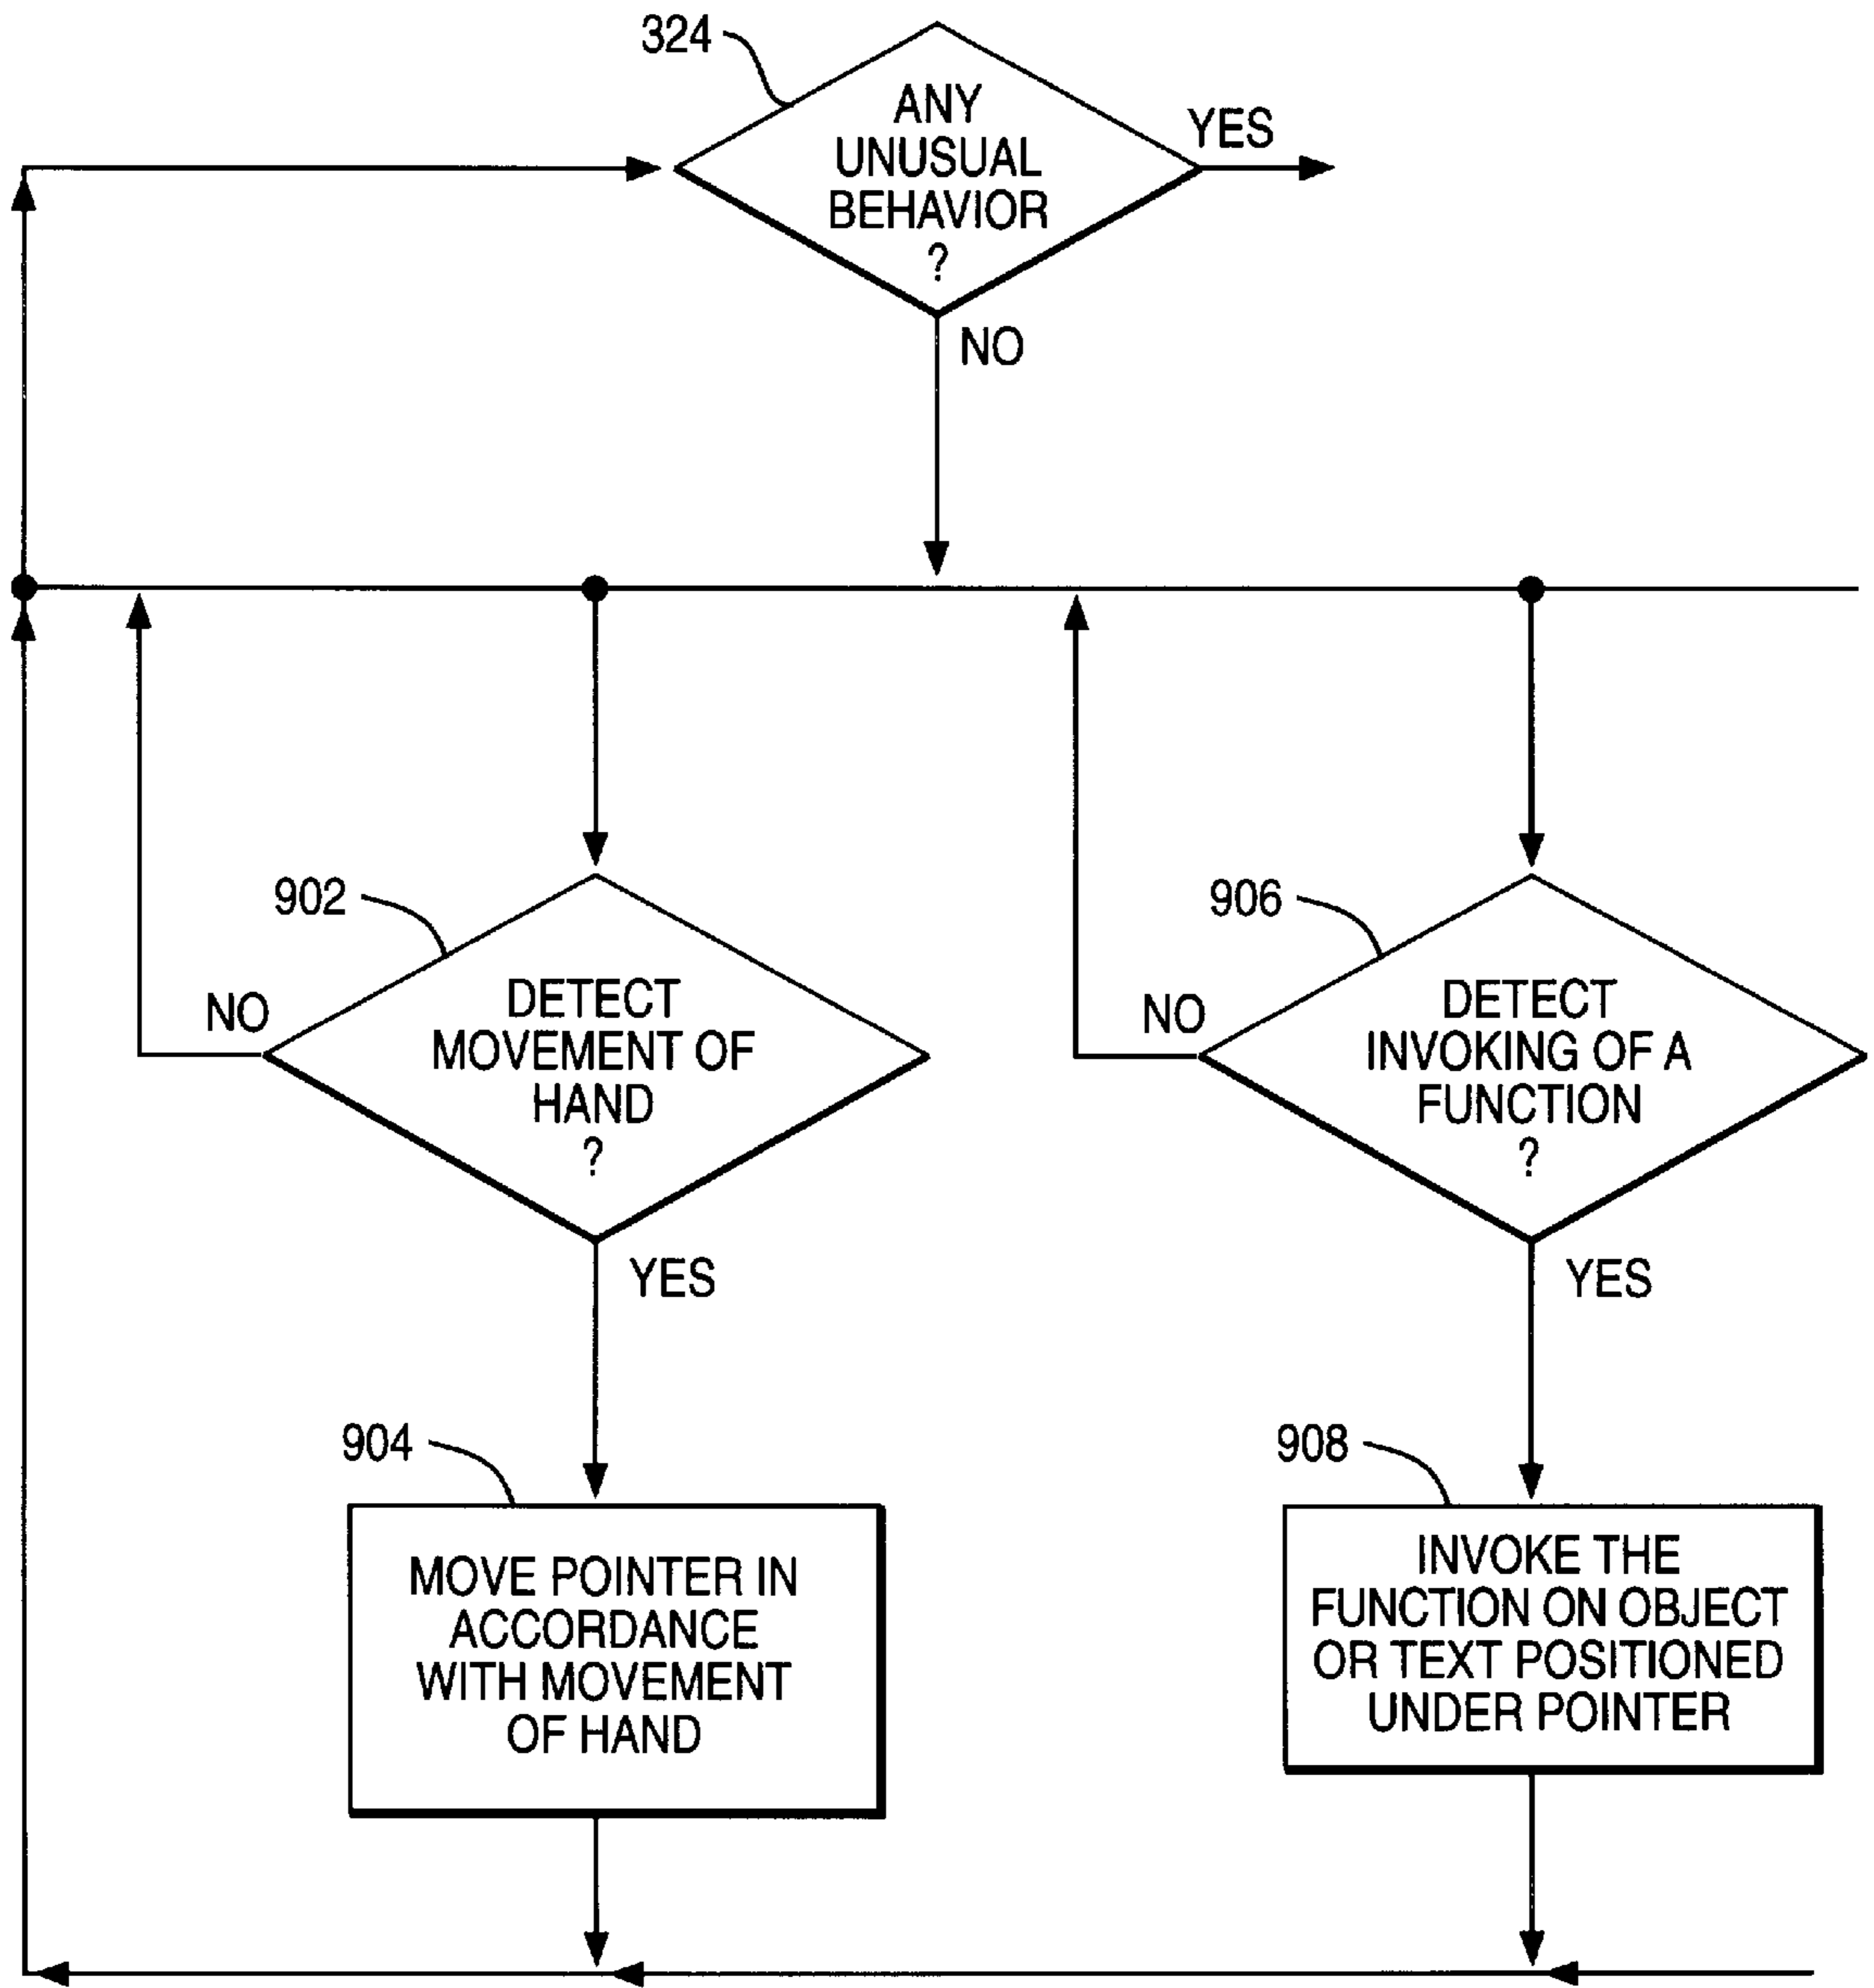 324
ANY
UNUSUAL
BEHAVIOR
?
YES
NO
902
DETECT
MOVEMENT OF
HAND
?
NO
YES
906
DETECT
INVOKING OF A
FUNCTION
?
NO
YES
904
MOVE POINTER IN
ACCORDANCE
WITH MOVEMENT
OF HAND
908
INVOKE THE
FUNCTION ON OBJECT
OR TEXT POSITIONED
UNDER POINTER